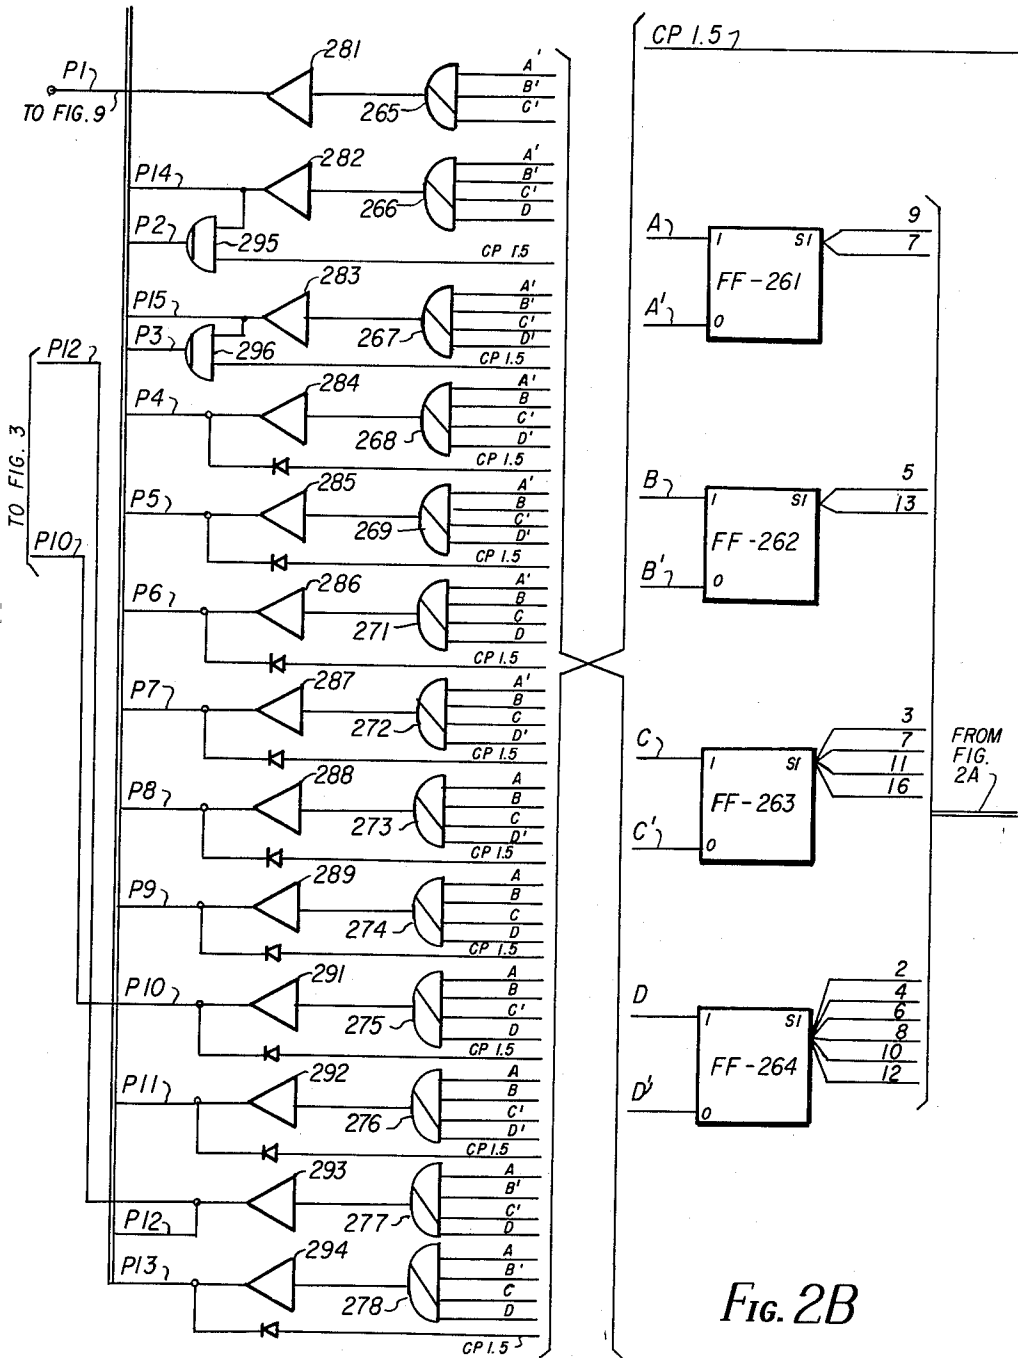 CP 1.5
281
P1
A'
B'
C'
265
TO FIG. 9
282
P14
A'
B'
C'
D
266
P2
295
CP 1.5
283
P15
A'
B'
C'
D'
267
P3
296
CP 1.5
P12
284
P4
A'
B
C'
D'
268
CP 1.5
TO FIG. 3
285
P5
A'
B
C'
D'
269
CP 1.5
P10
286
P6
A'
B
C
D
271
CP 1.5
287
P7
A'
B
C
D'
272
CP 1.5
288
P8
A
B
C
D'
273
CP 1.5
289
P9
A
B
C
D
274
CP 1.5
291
P10
A
B
C'
D
275
CP 1.5
292
P11
A
B
C'
D'
276
CP 1.5
293
A
B'
C'
D
277
P12
294
P13
A
B'
C
D
278
CP 1.5
A
1
S1
9
7
FF-261
A'
0
B
1
S1
5
13
FF-262
B'
0
C
1
S1
3
7
11
16
FF-263
C'
0
FROM
FIG.
2A
D
1
S1
2
4
6
8
10
12
FF-264
D'
0
FIG. 2B